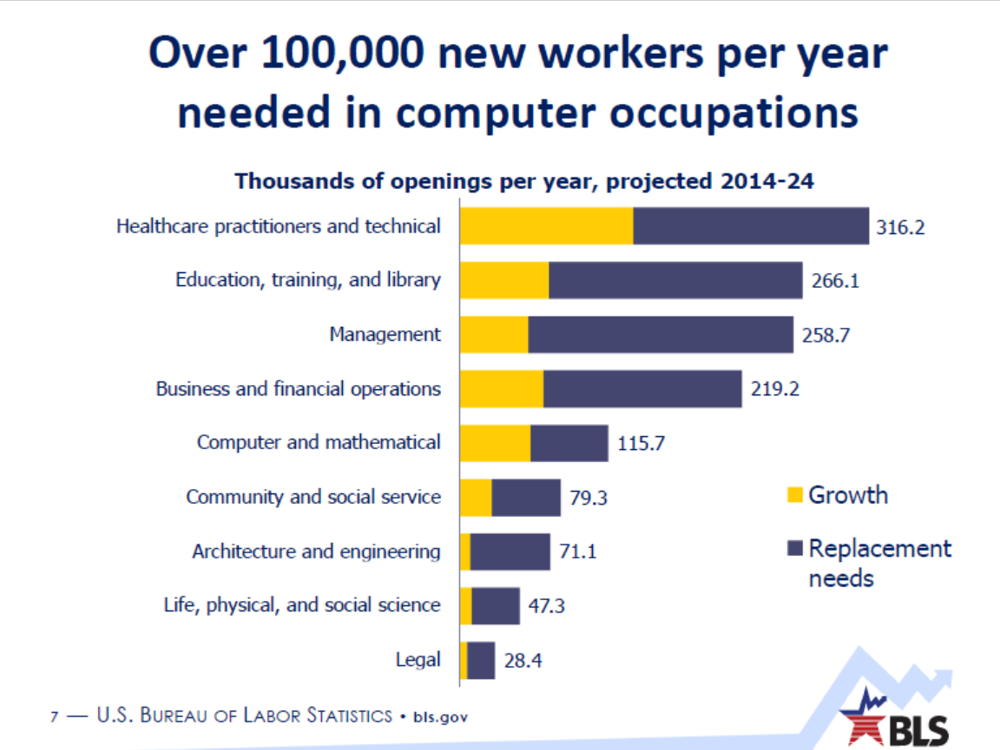 Over 100,000 new workers per year
needed in computer occupations
Thousands of openings per year, projected 2014-24
Healthcare practitioners and technical 316.2
Education, training, and library 266.1
Management 258.7
Business and financial operations 219.2
Computer and mathematical 115.7
Community and social service 79.3
Growth
Architecture and engineering 71.1
Replacement
needs
Life, physical, and social science 47.3
Legal 28.4
7 — U.S. BUREAU OF LABOR STATISTICS • bls.gov
BLS